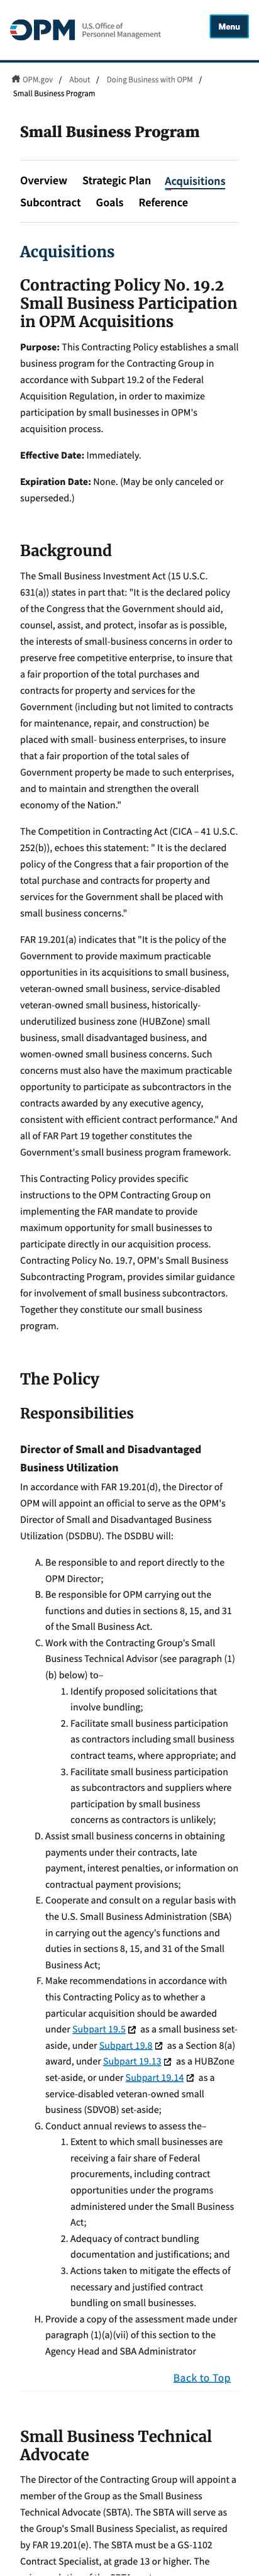 OPM
U.S. Office of
Personnel Management
Menu
OPM.gov / About / Doing Business with OPM /
Small Business Program
Small Business Program
Overview Strategic Plan Acquisitions
Subcontract Goals Reference
Acquisitions
Contracting Policy No. 19.2
Small Business Participation
in OPM Acquisitions
Purpose: This Contracting Policy establishes a small
business program for the Contracting Group in
accordance with Subpart 19.2 of the Federal
Acquisition Regulation, in order to maximize
participation by small businesses in OPM's
acquisition process.
Effective Date: Immediately.
Expiration Date: None. (May be only canceled or
superseded.)
Background
The Small Business Investment Act (15 U.S.C.
631(a)) states in part that: "It is the declared policy
of the Congress that the Government should aid,
counsel, assist, and protect, insofar as is possible,
the interests of small-business concerns in order to
preserve free competitive enterprise, to insure that
a fair proportion of the total purchases and
contracts for property and services for the
Government (including but not limited to contracts
for maintenance, repair, and construction) be
placed with small- business enterprises, to insure
that a fair proportion of the total sales of
Government property be made to such enterprises,
and to maintain and strengthen the overall
economy of the Nation."
The Competition in Contracting Act (CICA – 41 U.S.C.
252(b)), echoes this statement: " It is the declared
policy of the Congress that a fair proportion of the
total purchase and contracts for property and
services for the Government shall be placed with
small business concerns."
FAR 19.201(a) indicates that "It is the policy of the
Government to provide maximum practicable
opportunities in its acquisitions to small business,
veteran-owned small business, service-disabled
veteran-owned small business, historically-
underutilized business zone (HUBZone) small
business, small disadvantaged business, and
women-owned small business concerns. Such
concerns must also have the maximum practicable
opportunity to participate as subcontractors in the
contracts awarded by any executive agency,
consistent with efficient contract performance." And
all of FAR Part 19 together constitutes the
Government's small business program framework.
This Contracting Policy provides specific
instructions to the OPM Contracting Group on
implementing the FAR mandate to provide
maximum opportunity for small businesses to
participate directly in our acquisition process.
Contracting Policy No. 19.7, OPM's Small Business
Subcontracting Program, provides similar guidance
for involvement of small business subcontractors.
Together they constitute our small business
program.
The Policy
Responsibilities
Director of Small and Disadvantaged
Business Utilization
In accordance with FAR 19.201(d), the Director of
OPM will appoint an official to serve as the OPM's
Director of Small and Disadvantaged Business
Utilization (DSDBU). The DSDBU will:
A. Be responsible to and report directly to the
OPM Director;
B. Be responsible for OPM carrying out the
functions and duties in sections 8, 15, and 31
of the Small Business Act.
C. Work with the Contracting Group's Small
Business Technical Advisor (see paragraph (1)
(b) below) to–
1. Identify proposed solicitations that
involve bundling;
2. Facilitate small business participation
as contractors including small business
contract teams, where appropriate; and
3. Facilitate small business participation
as subcontractors and suppliers where
participation by small business
concerns as contractors is unlikely;
D. Assist small business concerns in obtaining
payments under their contracts, late
payment, interest penalties, or information on
contractual payment provisions;
E. Cooperate and consult on a regular basis with
the U.S. Small Business Administration (SBA)
in carrying out the agency's functions and
duties in sections 8, 15, and 31 of the Small
Business Act;
F. Make recommendations in accordance with
this Contracting Policy as to whether a
particular acquisition should be awarded
under Subpart 19.5 as a small business set-
aside, under Subpart 19.8 as a Section 8(a)
award, under Subpart 19.13 as a HUBZone
set-aside, or under Subpart 19.14 as a
service-disabled veteran-owned small
business (SDVOB) set-aside;
G. Conduct annual reviews to assess the–
1. Extent to which small businesses are
receiving a fair share of Federal
procurements, including contract
opportunities under the programs
administered under the Small Business
Act;
2. Adequacy of contract bundling
documentation and justifications; and
3. Actions taken to mitigate the effects of
necessary and justified contract
bundling on small businesses.
H. Provide a copy of the assessment made under
paragraph (1)(a)(vii) of this section to the
Agency Head and SBA Administrator
Back to Top
Small Business Technical
Advocate
The Director of the Contracting Group will appoint a
member of the Group as the Small Business
Technical Advocate (SBTA). The SBTA will serve as
the Group's Small Business Specialist, as required
by FAR 19.201(e). The SBTA must be a GS-1102
Contract Specialist, at grade 13 or higher. The